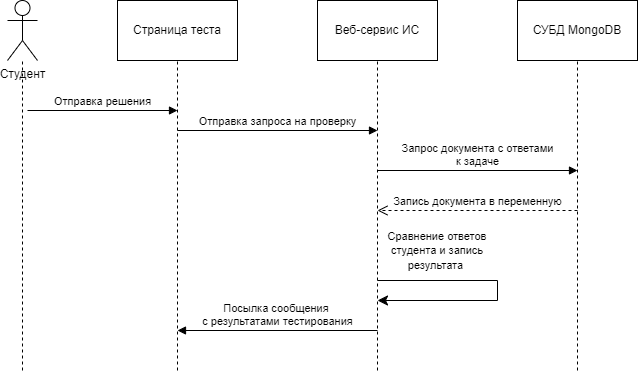 Студент
Страница теста
Веб-сервис ИС
СУБД MongoDB
Отправка решения
Отправка запроса на проверку
Запрос документа с ответами
к задаче
Запись документа в переменную
Сравнение ответов
студента и запись
результата
Посылка сообщения
с результатами тестирования